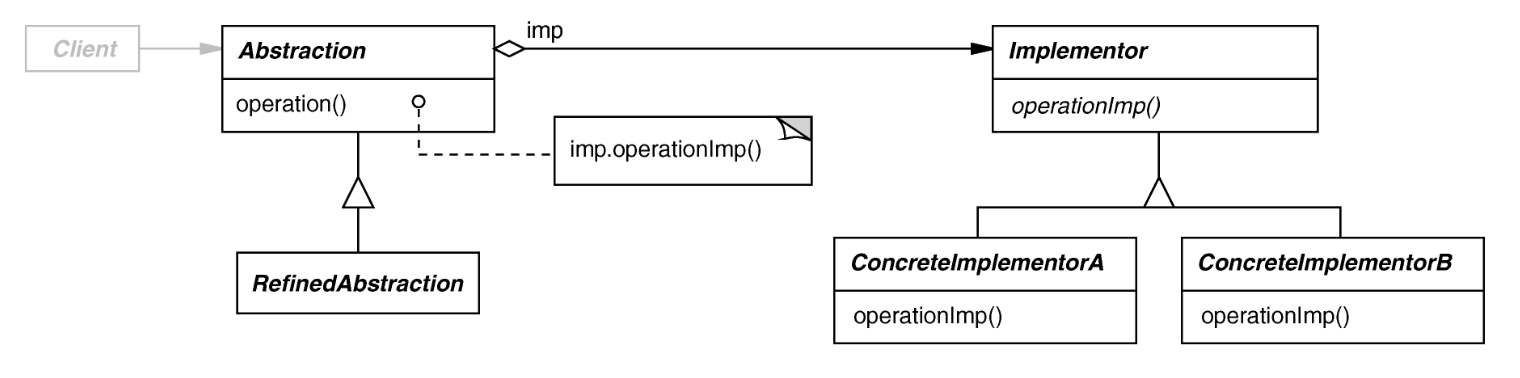 Client
Abstraction
imp
Implementor
operation()
operationImp()
imp.operationImp()
RefinedAbstraction
ConcreteImplementorA
ConcreteImplementorB
operationImp()
operationImp()